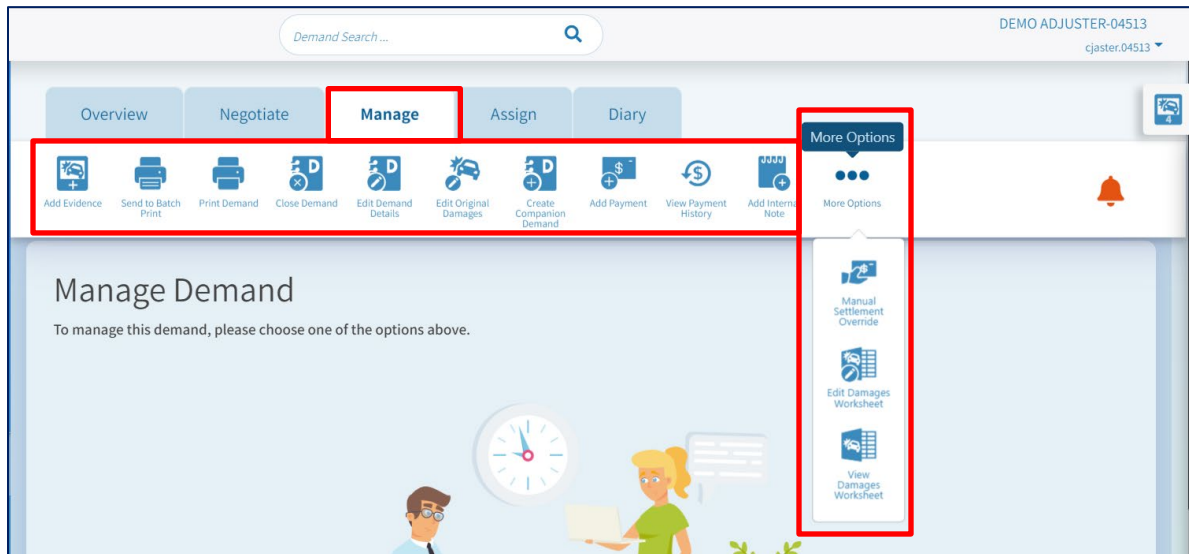 Demand Search ...
DEMO ADJUSTER-04513
cjaster.04513
Overview
Negotiate
Manage
Assign
Diary
4
More Options
Add Evidence
Send to Batch
Print
Print Demand
Close Demand
Edit Demand
Details
Edit Original
Damages
Create
Companion
Demand
Add Payment
View Payment
History
Add Interna
Note
More Options
Manage Demand
To manage this demand, please choose one of the options above.
Manual
Settlement
Override
Edit Damages
Worksheet
View
Damages
Worksheet